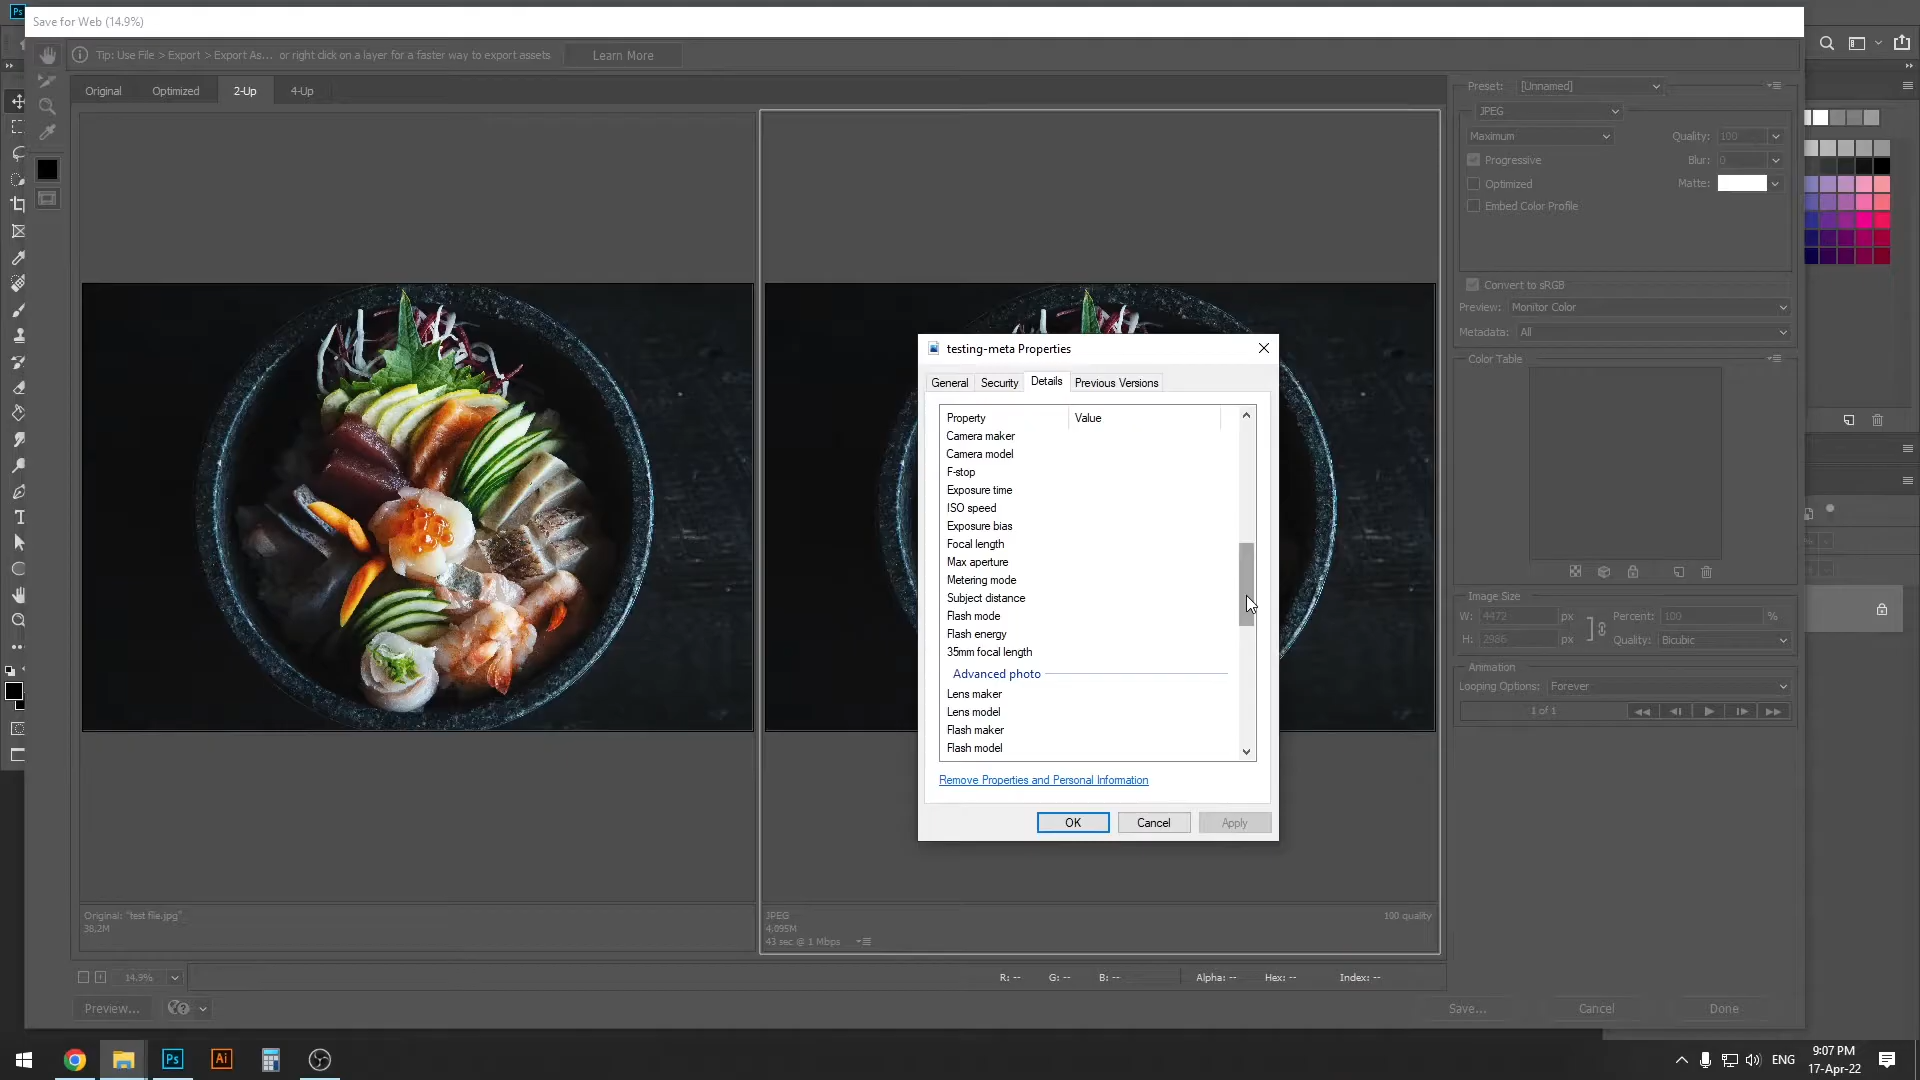 Ps
Save for Web (14.9%)
Tip: Use File > Export > Export As... or right click on a layer for a faster way to export assets
Learn More
Original
Optimized
2-Up
4-Up
Preset:
[Unnamed]
JPEG
Maximum
Quality:
100
Progressive
Blur:
0
Optimized
Matte:
Embed Color Profile
Convert to sRGB
Preview:
Monitor Color
Metadata:
All
Color Table
Image Size
W:
4472
px
Percent:
100
%
H:
2986
px
Quality:
Bicubic
Animation
Looping Options:
Forever
1 of 1
testing-meta Properties
General
Security
Details
Previous Versions
Property
Value
Camera maker
Camera model
F-stop
Exposure time
ISO speed
Exposure bias
Focal length
Max aperture
Metering mode
Subject distance
Flash mode
Flash energy
35mm focal length
Advanced photo
Lens maker
Lens model
Flash maker
Flash model
Remove Properties and Personal Information
OK
Cancel
Apply
Original: "test file.jpg"
38,2M
JPEG
4,095M
43 sec @ 1 Mbps
100 quality
14.9%
R: --
G: --
B: --
Alpha: --
Hex: --
Index: --
Preview...
Save...
Cancel
Done
Ps
Ai
ENG
9:07 PM
17-Apr-22